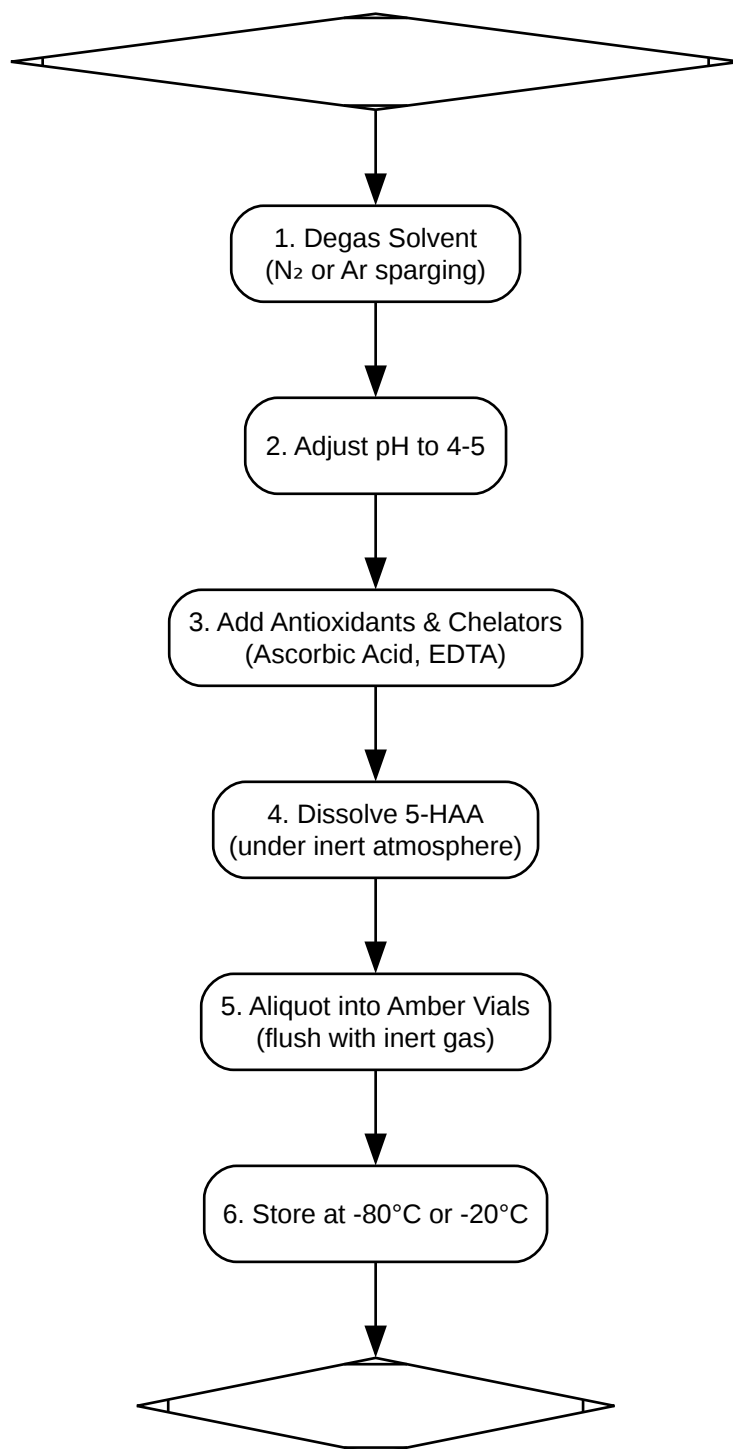 1. Degas Solvent
(N₂ or Ar sparging)
2. Adjust pH to 4-5
3. Add Antioxidants & Chelators
(Ascorbic Acid, EDTA)
4. Dissolve 5-HAA
(under inert atmosphere)
5. Aliquot into Amber Vials
(flush with inert gas)
6. Store at -80°C or -20°C